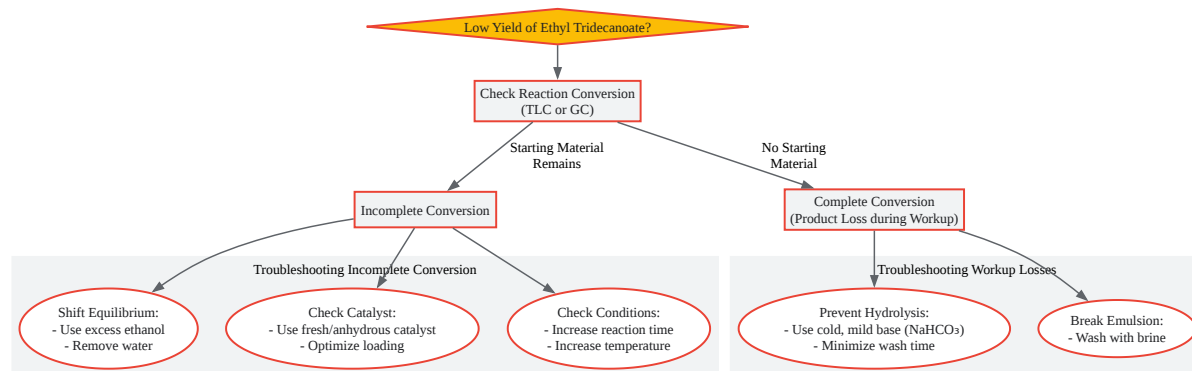 Low Yield of Ethyl Tridecanoate?
Check Reaction Conversion
(TLC or GC)
Starting Material
Remains
No Starting
Material
Incomplete Conversion
Complete Conversion
(Product Loss during Workup)
Troubleshooting Incomplete Conversion
Troubleshooting Workup Losses
Shift Equilibrium:
- Use excess ethanol
- Remove water
Check Catalyst:
- Use fresh/anhydrous catalyst
- Optimize loading
Check Conditions:
- Increase reaction time
- Increase temperature
Prevent Hydrolysis:
- Use cold, mild base (NaHCO₃)
- Minimize wash time
Break Emulsion:
- Wash with brine